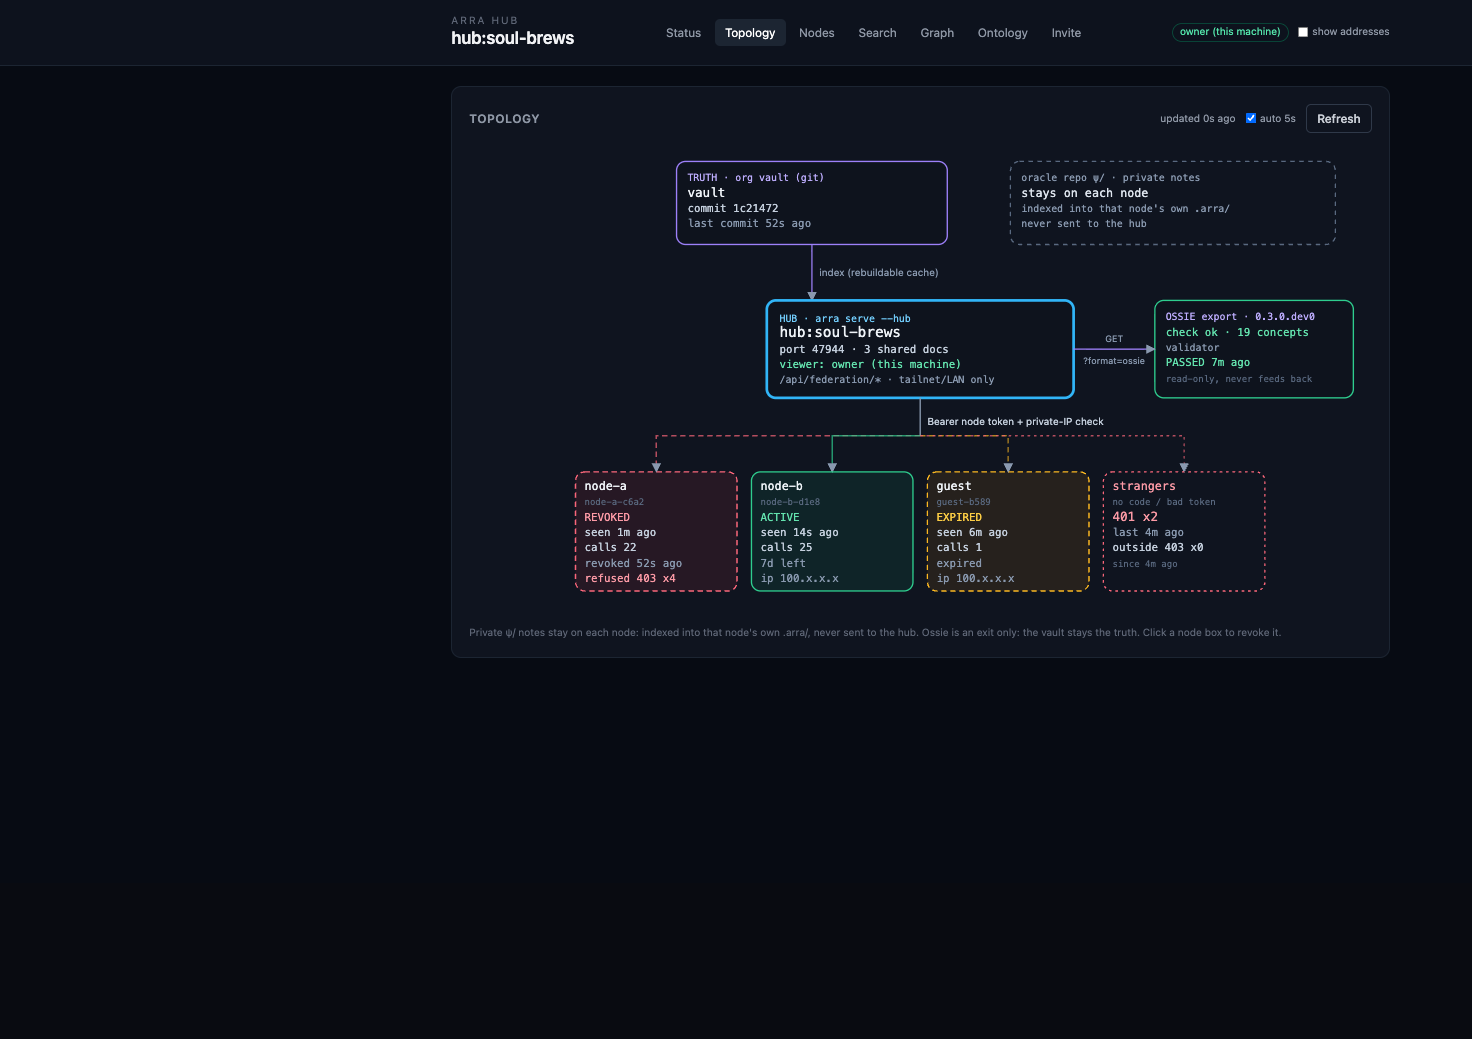 ARRA HUB
hub:soul-brews
Status
Topology
Nodes
Search
Graph
Ontology
Invite
owner (this machine)
show addresses
TOPOLOGY
updated 0s ago
auto 5s
Refresh
TRUTH · org vault (git)
vault
commit 1c21472
last commit 52s ago
oracle repo ψ/ · private notes
stays on each node
indexed into that node's own .arra/
never sent to the hub
index (rebuildable cache)
HUB · arra serve --hub
hub:soul-brews
port 47944 · 3 shared docs
viewer: owner (this machine)
/api/federation/* · tailnet/LAN only
GET
?format=ossie
OSSIE export · 0.3.0.dev0
check ok · 19 concepts
validator
PASSED 7m ago
read-only, never feeds back
Bearer node token + private-IP check
node-a
node-a-c6a2
REVOKED
seen 1m ago
calls 22
revoked 52s ago
refused 403 x4
node-b
node-b-d1e8
ACTIVE
seen 14s ago
calls 25
7d left
ip 100.x.x.x
guest
guest-b589
EXPIRED
seen 6m ago
calls 1
expired
ip 100.x.x.x
strangers
no code / bad token
401 x2
last 4m ago
outside 403 x0
since 4m ago
Private ψ/ notes stay on each node: indexed into that node's own .arra/, never sent to the hub. Ossie is an exit only: the vault stays the truth. Click a node box to revoke it.